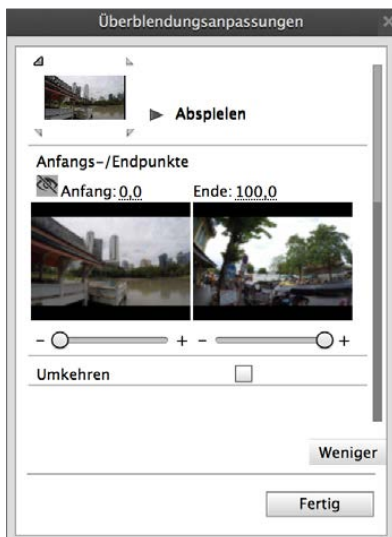 Überblendungsanpassungen
Abspielen
Anfangs-/Endpunkte
Anfang: 0,0 Ende: 100,0
- + - +
Umkehren
Weniger
Fertig